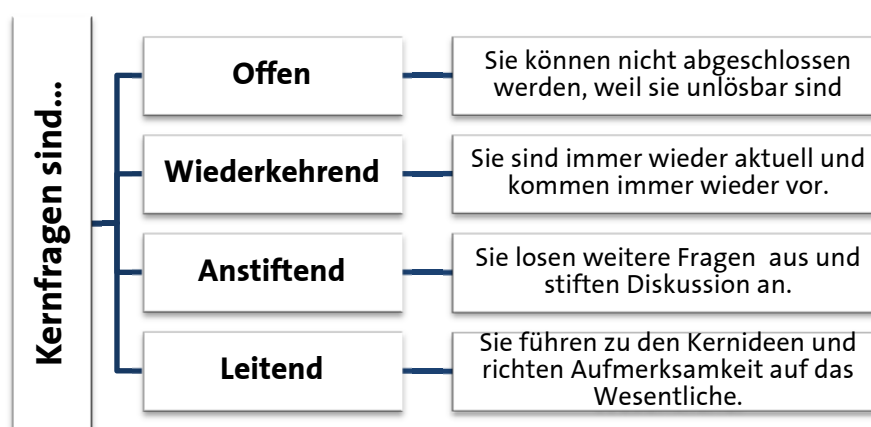 Kernfragen sind...
Offen
Sie können nicht abgeschlossen
werden, weil sie unlösbar sind
Wiederkehrend
Sie sind immer wieder aktuell und
kommen immer wieder vor.
Anstiftend
Sie losen weitere Fragen aus und
stiften Diskussion an.
Leitend
Sie führen zu den Kernideen und
richten Aufmerksamkeit auf das
Wesentliche.